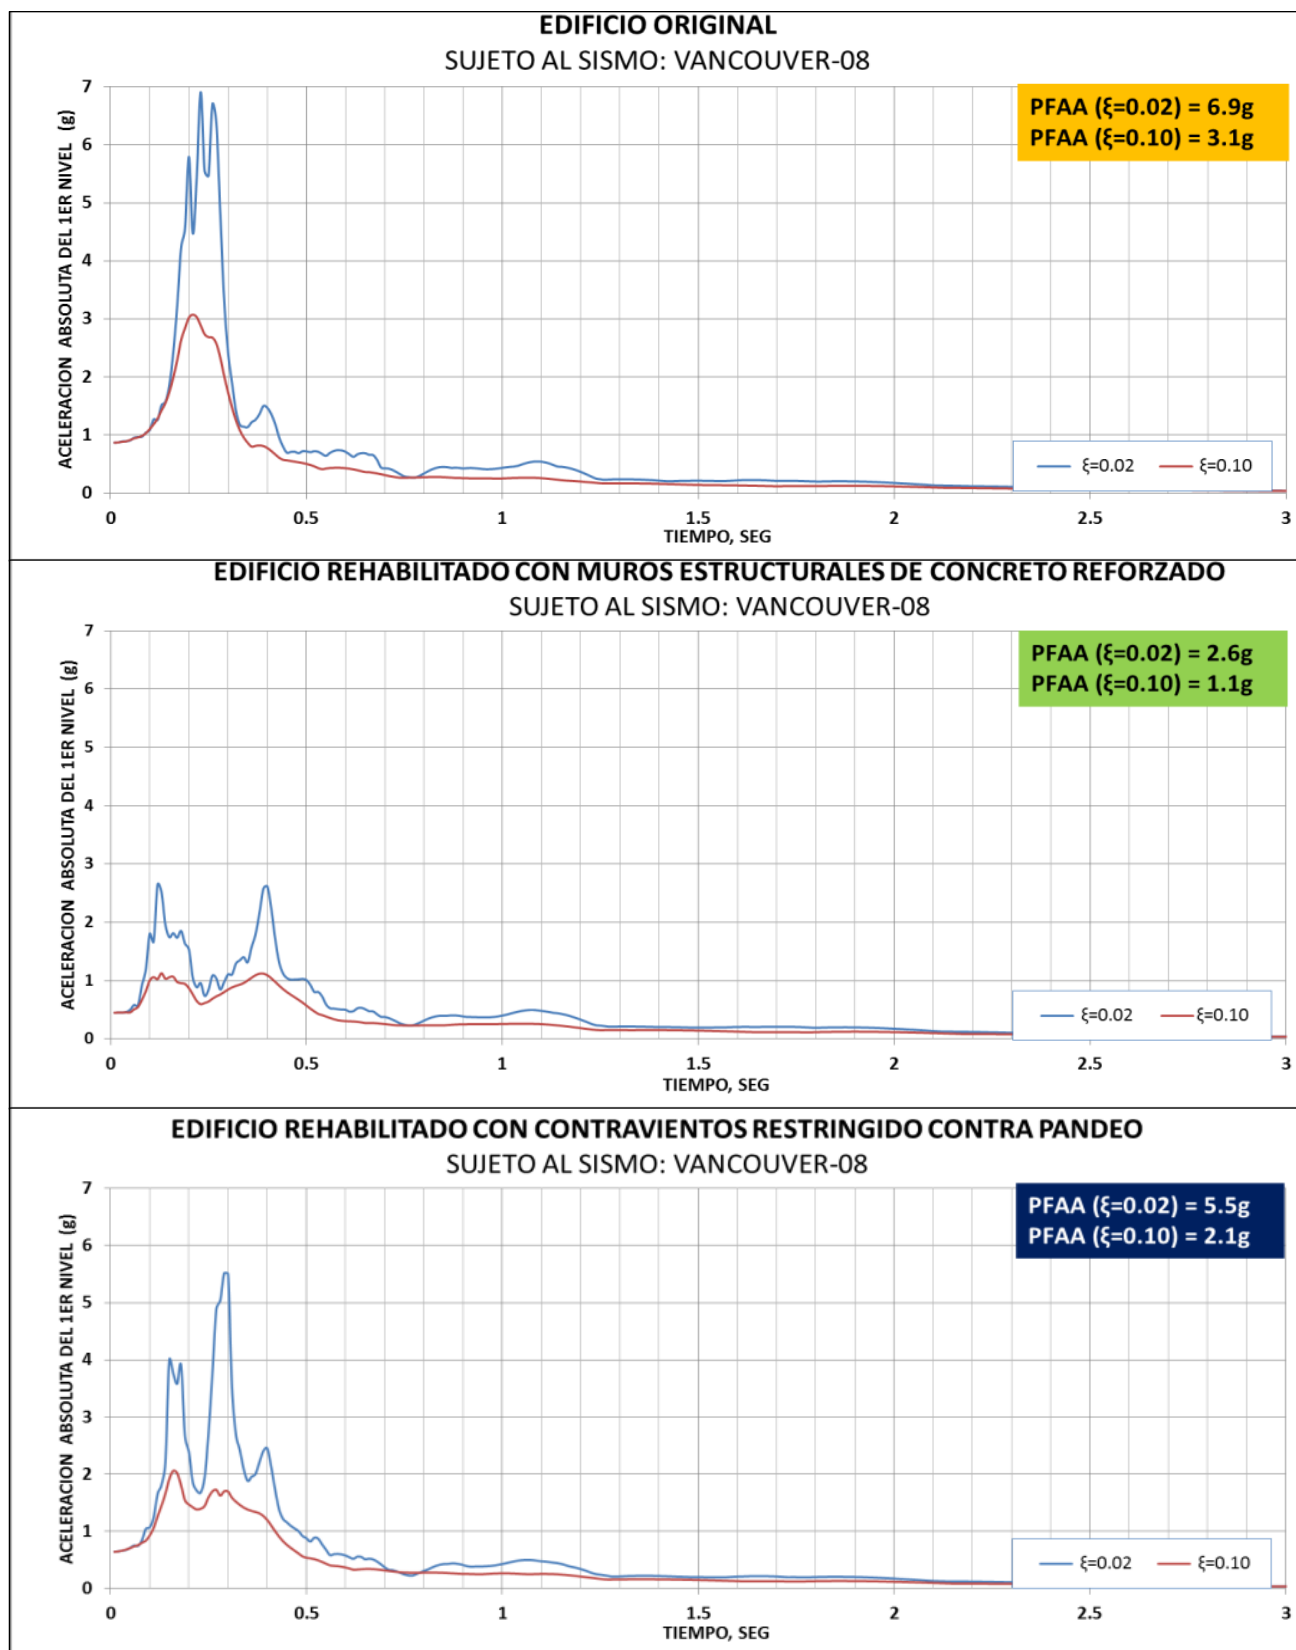 EDIFICIO ORIGINAL
SUJETO AL SISMO: VANCOUVER-08
ACELERACION ABSOLUTA DEL 1ER NIVEL (g)
7
6
5
4
3
2
1
0
PFAA (ξ=0.02) = 6.9g
PFAA (ξ=0.10) = 3.1g
ξ=0.02 ξ=0.10
0 0.5 1 1.5 2 2.5 3
TIEMPO, SEG
EDIFICIO REHABILITADO CON MUROS ESTRUCTURALES DE CONCRETO REFORZADO
SUJETO AL SISMO: VANCOUVER-08
ACELERACION ABSOLUTA DEL 1ER NIVEL (g)
7
6
5
4
3
2
1
0
PFAA (ξ=0.02) = 2.6g
PFAA (ξ=0.10) = 1.1g
ξ=0.02 ξ=0.10
0 0.5 1 1.5 2 2.5 3
TIEMPO, SEG
EDIFICIO REHABILITADO CON CONTRAVIENTOS RESTRINGIDO CONTRA PANDEO
SUJETO AL SISMO: VANCOUVER-08
ACELERACION ABSOLUTA DEL 1ER NIVEL (g)
7
6
5
4
3
2
1
0
PFAA (ξ=0.02) = 5.5g
PFAA (ξ=0.10) = 2.1g
ξ=0.02 ξ=0.10
0 0.5 1 1.5 2 2.5 3
TIEMPO, SEG